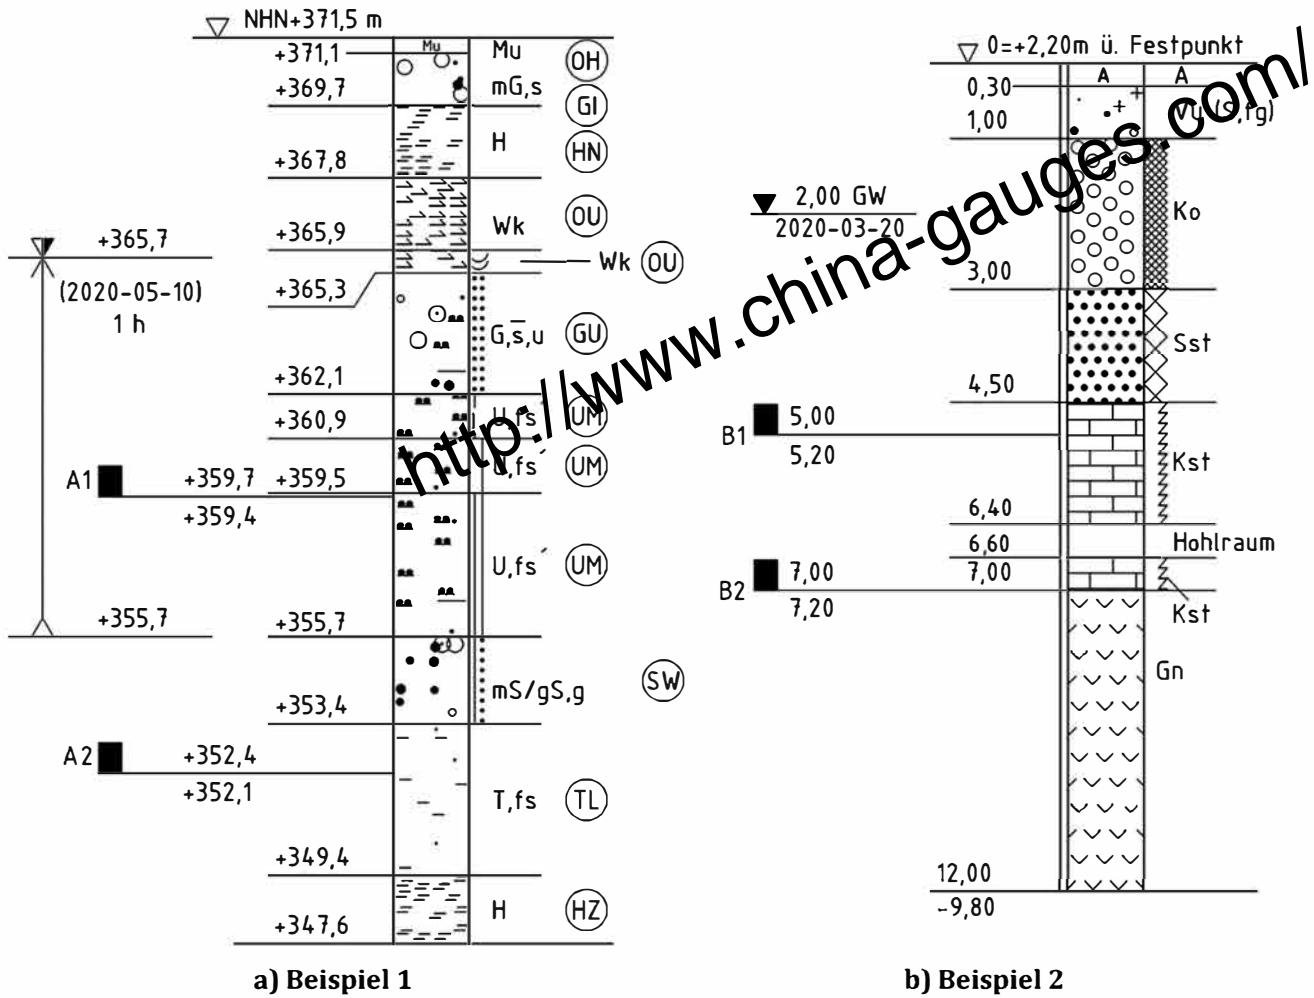 NHN+371,5 m
+371,1
Mu
Mu
OH
+369,7
mG,s
GI
H
HN
+367,8
Wk
OU
+365,9
+365,7
Wk
OU
(2020-05-10)
1 h
+365,3
G,s̅,u
GU
+362,1
U,fs
UM
+360,9
U,fs'
UM
A1
+359,7
+359,5
+359,4
U,fs'
UM
+355,7
+355,7
mS/gS,g
SW
+353,4
A2
+352,4
+352,1
T,fs
TL
+349,4
H
HZ
+347,6
a) Beispiel 1
0=+2,20m ü. Festpunkt
A
A
0,30
(S,fg)
1,00
2,00 GW
2020-03-20
Ko
3,00
Sst
4,50
B1
5,00
5,20
Kst
6,40
Hohlraum
6,60
B2
7,00
7,00
7,20
Kst
Gn
12,00
-9,80
b) Beispiel 2
http://www.china-gauges.com/